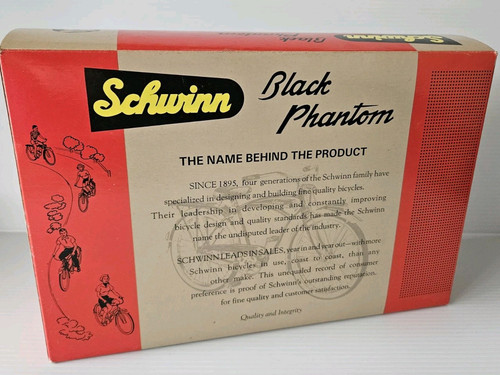 Schwinn Black Phantom
Schwinn
Black
Phantom
THE NAME BEHIND THE PRODUCT
SINCE 1895, four generations of the Schwinn family have
specialized in designing and building fine quality bicycles.
Their leadership in developing and constantly improving
bicycle design and quality standards has made the Schwinn
name the undisputed leader of the industry.
SCHWINN LEADS IN SALES, year in and year out—with more
Schwinn bicycles in use, coast to coast, than any
other make. This unequaled record of consumer
preference is proof of Schwinn's outstanding reputation,
for fine quality and customer satisfaction.
Quality and Integrity